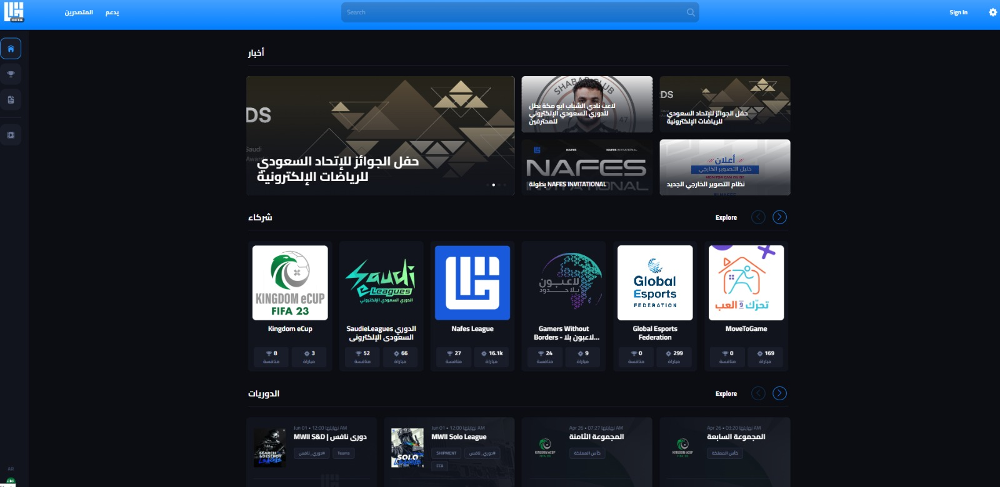 BETA
المتصدرين
يدعم
Search
Sign In
أخبار
DS
Saudi
Awar
حفل الجوائز للإتحاد السعودي
للرياضات الإلكترونية
SHABAB CLUB
47
لاعب نادي الشباب ابو مكة بطل
للدوري السعودي الإلكتروني
للمحترفين
DS
حفل الجوائز للإتحاد السعودي
للرياضات الإلكترونية
NAFES
NAFES INVITATIONAL
NAFES
INVITATIONAL
بطولة NAFES INVITATIONAL
أعلان
دليل التصوير الخارجي
MONITOR CAM GUIDE
نظام التصوير الخارجي الجديد
شركاء
Explore
KINGDOM eCUP
FIFA 23
Kingdom eCup
8
منافسة
3
مباراة
Saudi
eLeagues
الدوري السعودي الإلكتروني
SaudieLeagues الدوري
السعودي الإلكتروني
52
منافسة
66
مباراة
Nafes League
27
منافسة
16.1k
مباراة
لاعبون
بلا حدود
Gamers Without
Borders - لاعبون بلا...
24
منافسة
9
مباراة
Global
Esports
FEDERATION
Global Esports
Federation
0
منافسة
299
مباراة
تحرّك و العب
MoveToGame
0
منافسة
169
مباراة
الدوريات
Explore
SEARCH
&DESTROY
LEAGUES
Jun 01 • 12:00 نهايتها AM
MWII S&D | دوري نافس
#دوري_نافس
Teams
SOLO
Jun 01 • 12:00 نهايتها AM
MWII Solo League
SHIPMENT
#دوري_نافس
FFA
KINGDOM eCUP
FIFA 23
Apr 26 • 07:27 نهايتها AM
المجموعة الثامنة
كأس المملكة
KINGDOM eCUP
FIFA 23
Apr 26 • 03:20 نهايتها AM
المجموعة السابعة
كأس المملكة
AR